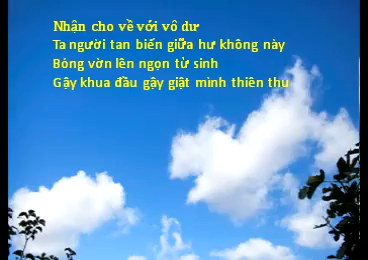 Nhận cho về với vô dư
Ta người tan biến giữa hư không này
Bóng vờn lên ngọn từ sinh
Gậy khua đầu gậy giật mình thiên thu